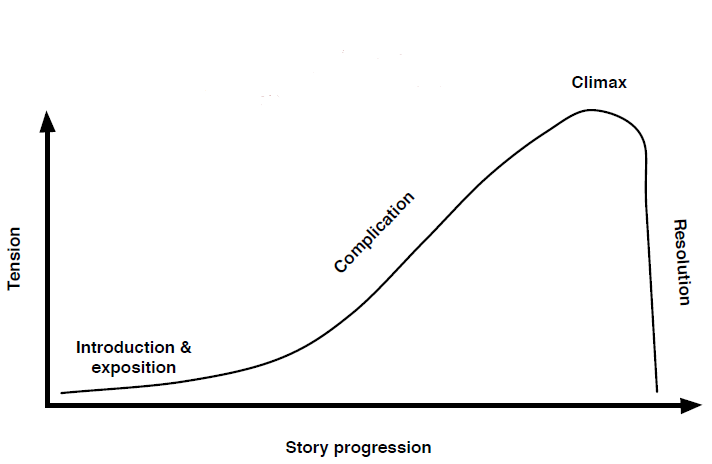 Climax
Complication
Tension
Resolution
Introduction &
exposition
Story progression